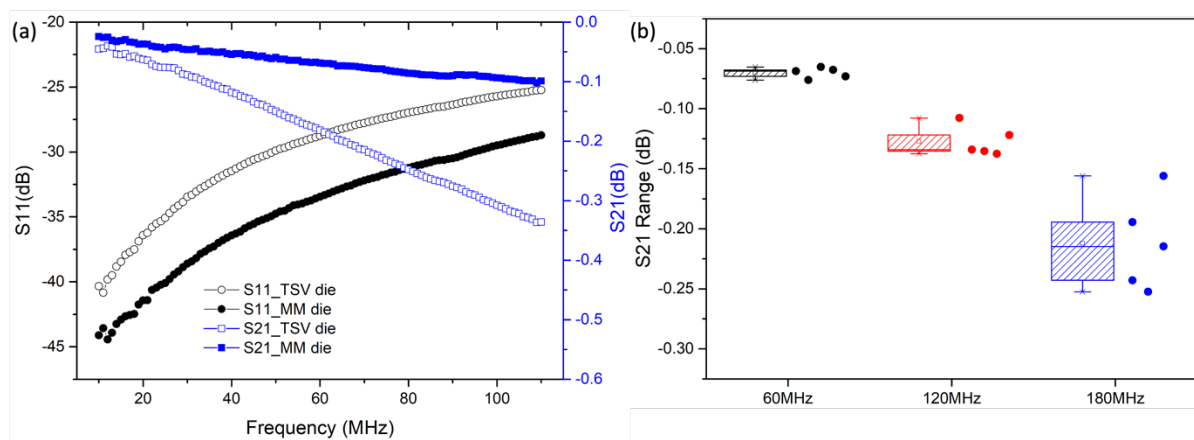 (a)
-20
-25
-30
-35
-40
-45
S11(dB)
S11_TSV die
S11_MM die
S21_TSV die
S21_MM die
20
40
60
80
100
Frequency (MHz)
0.0
-0.1
-0.2
-0.3
-0.4
-0.5
-0.6
S21(dB)
(b)
-0.05
-0.10
-0.15
-0.20
-0.25
-0.30
S21 Range (dB)
60MHz
120MHz
180MHz